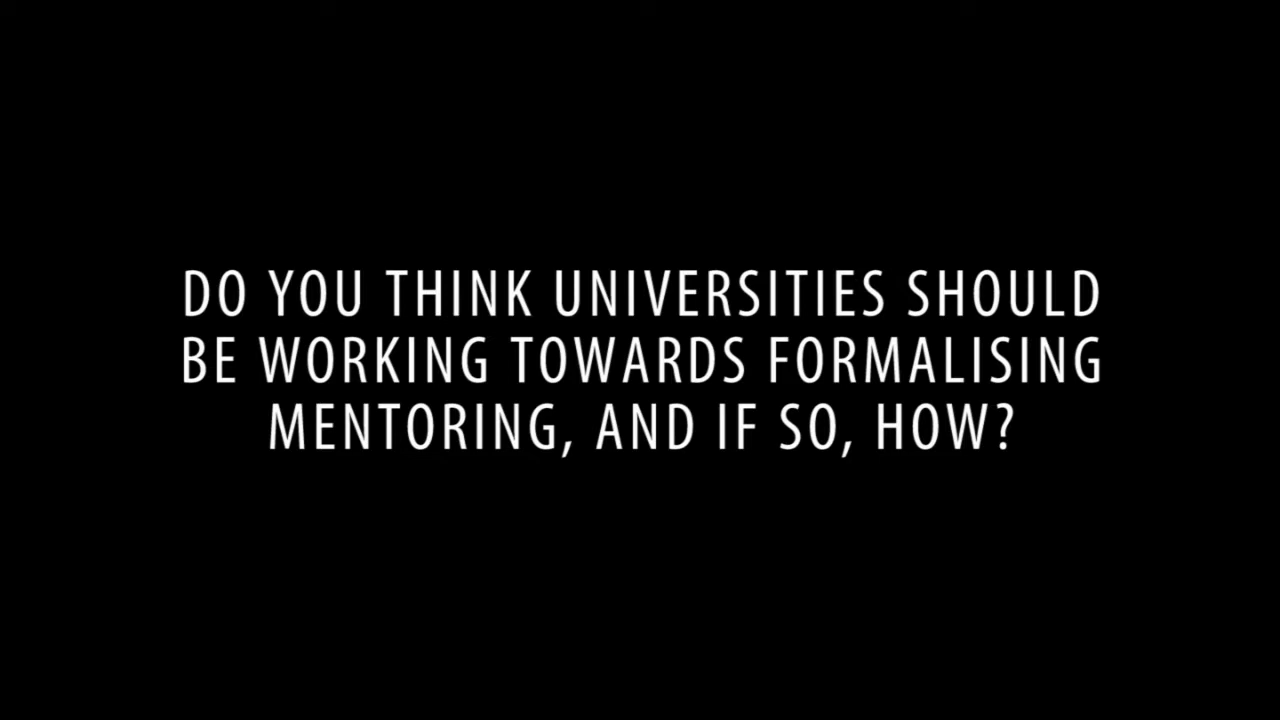 DO YOU THINK UNIVERSITIES SHOULD
BE WORKING TOWARDS FORMALISING
MENTORING, AND IF SO, HOW?